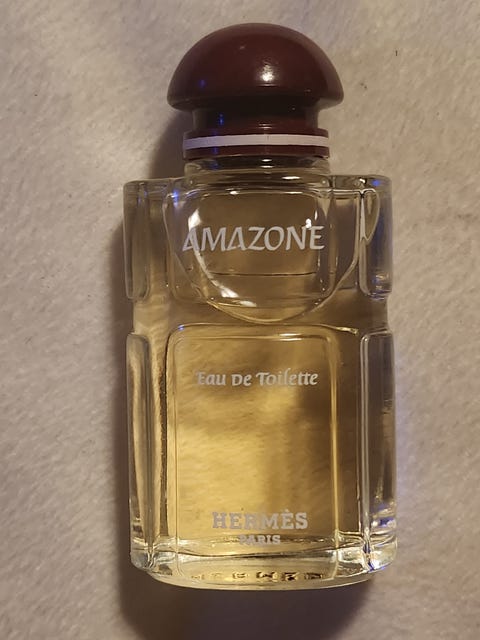 AMAZONE
Eau De Toilette
HERMÈS
PARIS